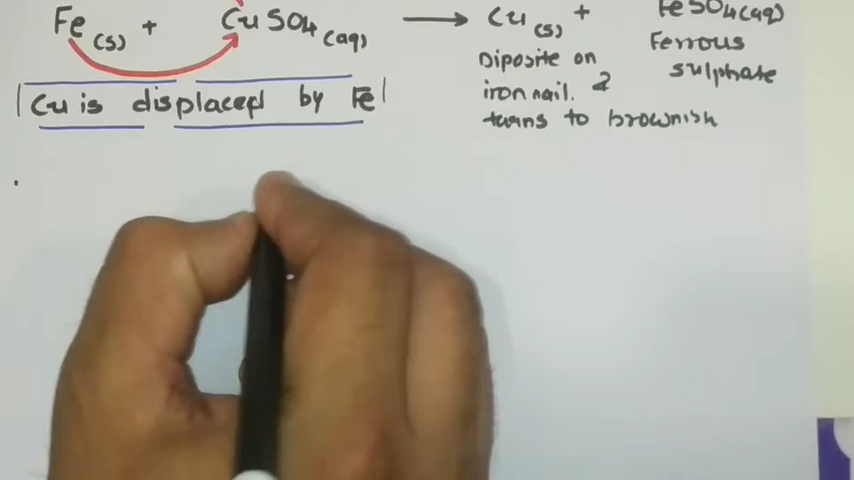 Fe (s) + CuSO4 (aq) → Cu (s) + FeSO4(aq)
Ferrous sulphate
Diposite on
iron nail. &
turns to brownish
Cu is displaced by Fe